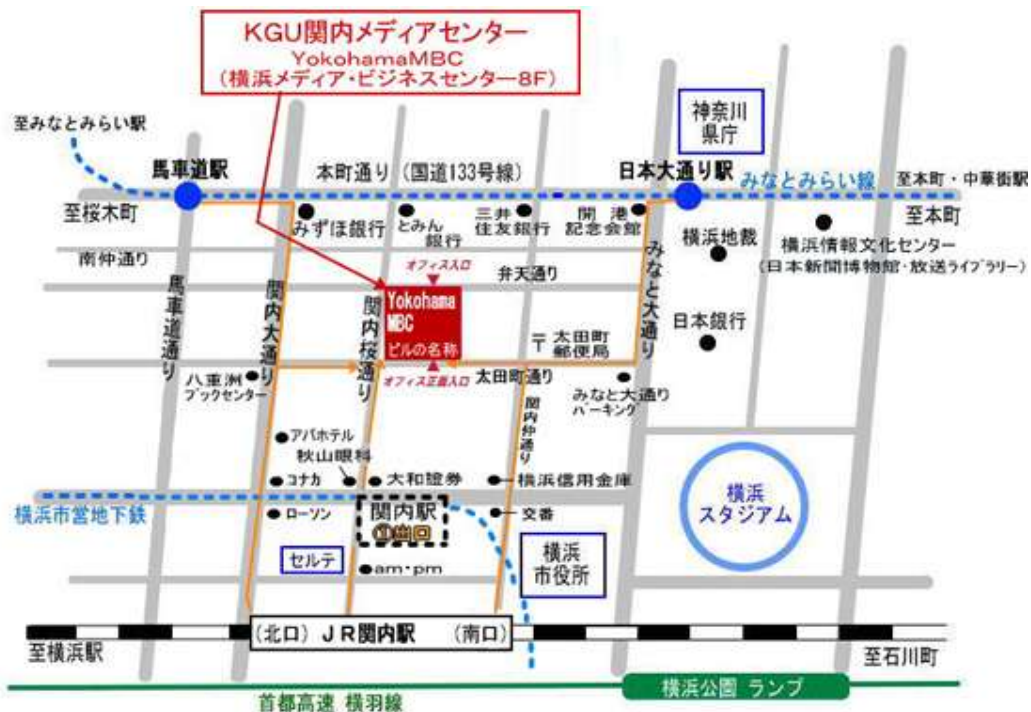 KGU関内メディアセンター
YokohamaMBC
(横浜メディア・ビジネスセンター8F)
神奈川
県庁
至みなとみらい駅
馬車道駅
本町通り (国道133号線)
日本大通り駅
みなとみらい線
至本町・中華街駅
至桜木町
至本町
みずほ銀行
とみん
銀行
三井
住友銀行
開港
記念会館
横浜地裁
横浜情報文化センター
(日本新聞博物館・放送ライブラリー)
南仲通り
オフィス入口
弁天通り
馬車道通り
関内大通り
関内桜通り
みなと大通り
Yokohama
MBC
ビルの名称
日本銀行
〒太田町
郵便局
オフィス正面入口
太田町通り
八重洲
ブックセンター
みなと大通り
パーキング
関内仲通り
アパホテル
秋山眼科
コナカ
大和證券
横浜信用金庫
横浜
スタジアム
横浜市営地下鉄
ローソン
関内駅
①出口
交番
セルテ
am・pm
横浜
市役所
(北口) JR関内駅 (南口)
至横浜駅
至石川町
首都高速 横羽線
横浜公園 ランプ